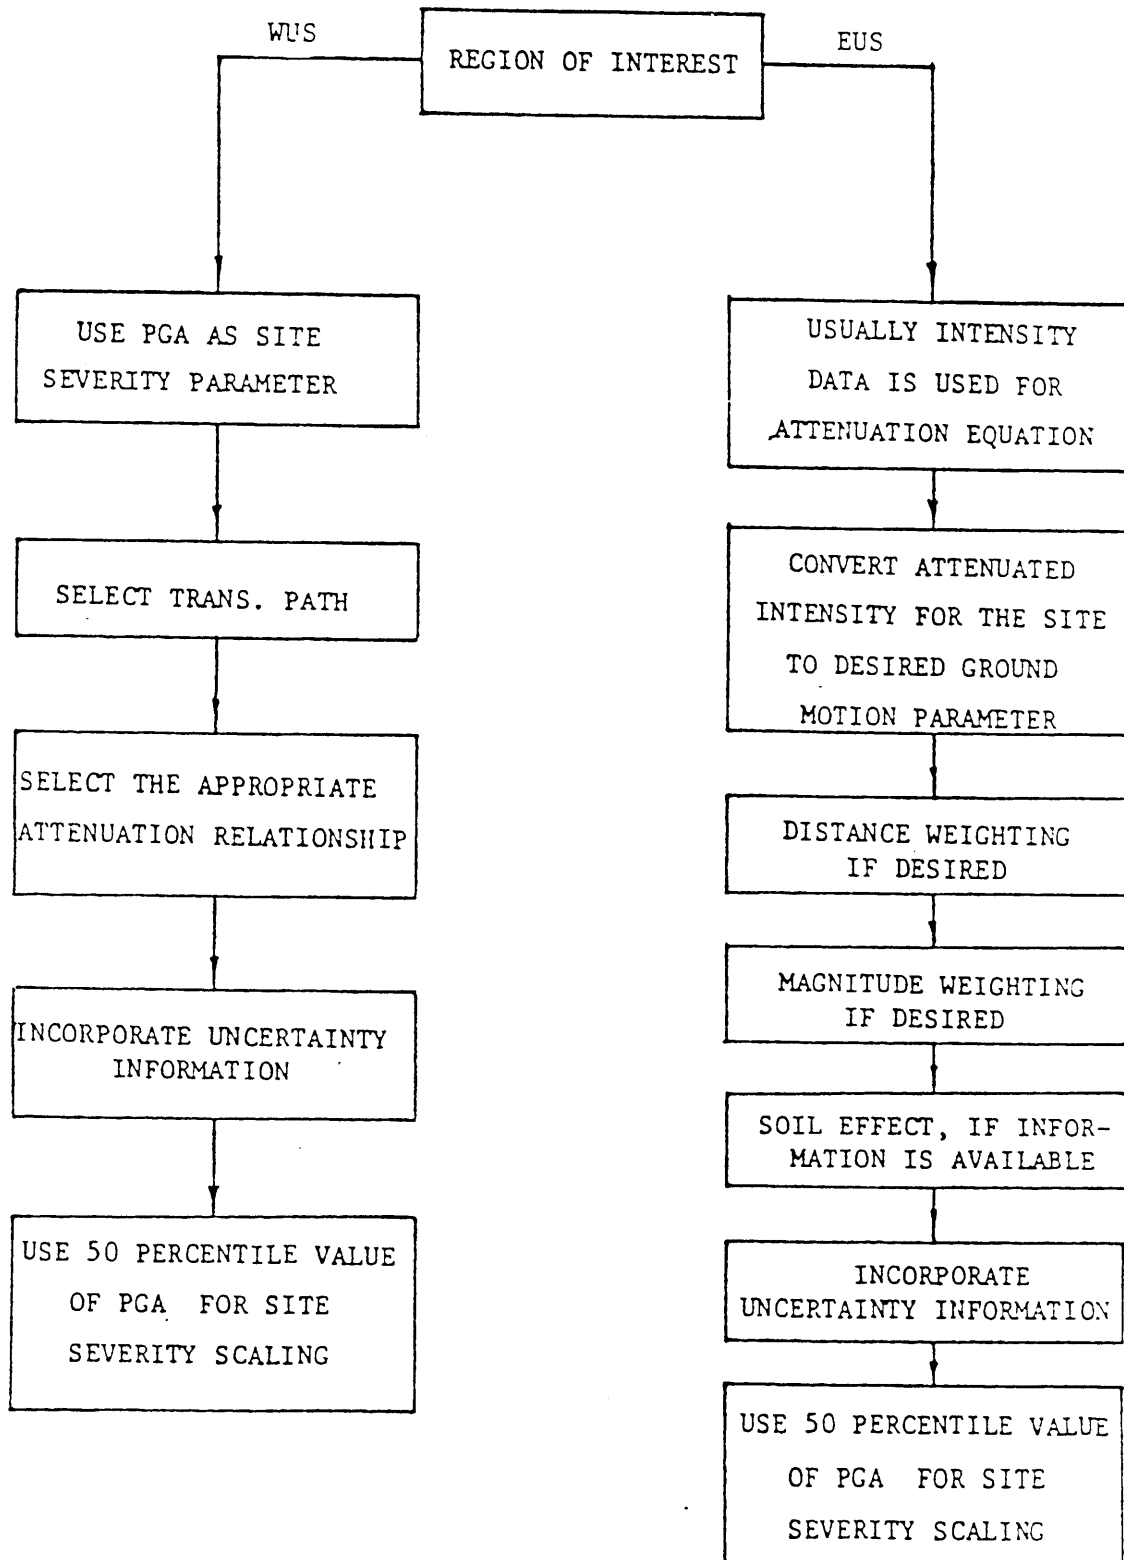 WUS
REGION OF INTEREST
EUS
USE PGA AS SITE
SEVERITY PARAMETER
SELECT TRANS. PATH
SELECT THE APPROPRIATE
ATTENUATION RELATIONSHIP
INCORPORATE UNCERTAINTY
INFORMATION
USE 50 PERCENTILE VALUE
OF PGA FOR SITE
SEVERITY SCALING
USUALLY INTENSITY
DATA IS USED FOR
ATTENUATION EQUATION
CONVERT ATTENUATED
INTENSITY FOR THE SITE
TO DESIRED GROUND
MOTION PARAMETER
DISTANCE WEIGHTING
IF DESIRED
MAGNITUDE WEIGHTING
IF DESIRED
SOIL EFFECT, IF INFOR-
MATION IS AVAILABLE
INCORPORATE
UNCERTAINTY INFORMATION
USE 50 PERCENTILE VALUE
OF PGA FOR SITE
SEVERITY SCALING